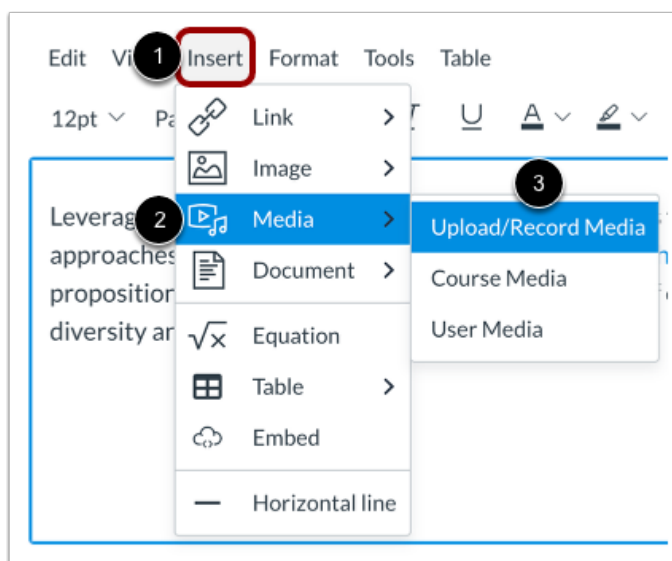 Edit Vi 1 Insert Format Tools Table
12pt Pa U A
Link
Image
3
Leverag 2 Media Upload/Record Media
approaches Document Course Media
proposition
diversity ar Equation User Media
Table
Embed
Horizontal line